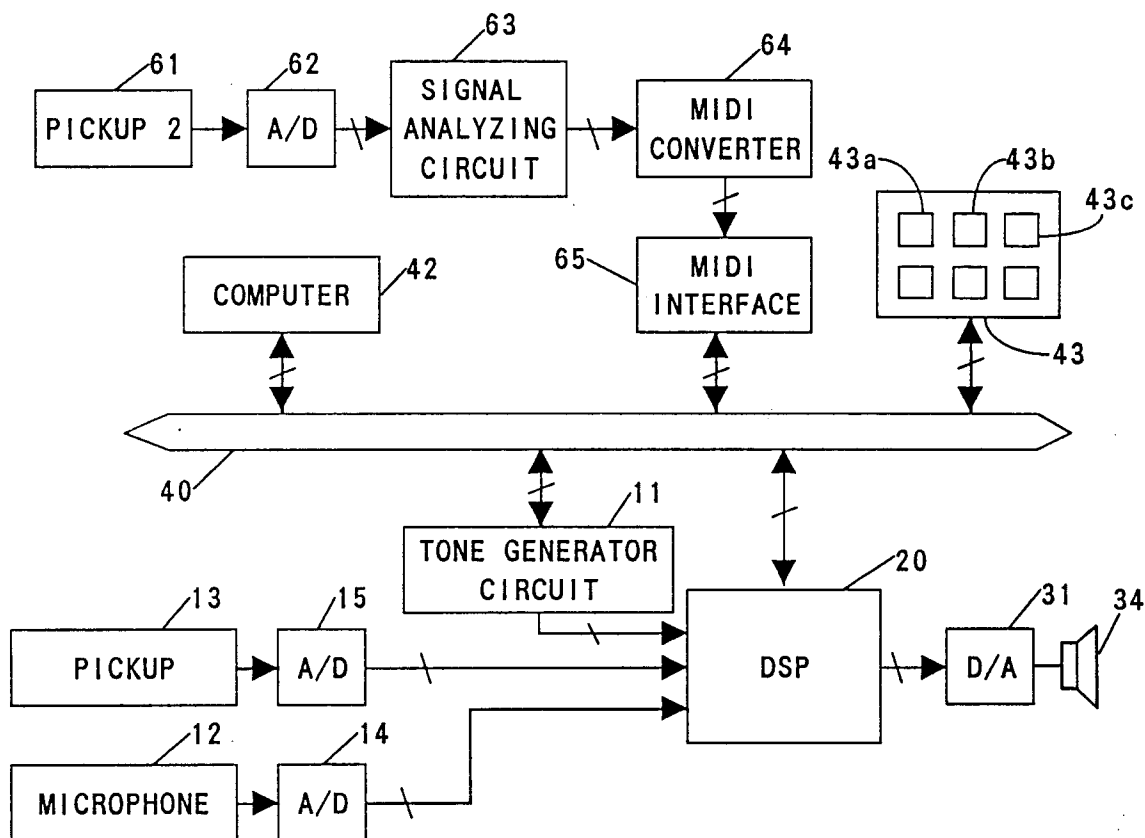 61
62
63
64
PICKUP 2
A/D
SIGNAL
ANALYZING
CIRCUIT
MIDI
CONVERTER
43a
43b
43c
42
COMPUTER
65
MIDI
INTERFACE
43
40
11
TONE GENERATOR
CIRCUIT
20
13
15
PICKUP
A/D
DSP
31
34
D/A
12
14
MICROPHONE
A/D